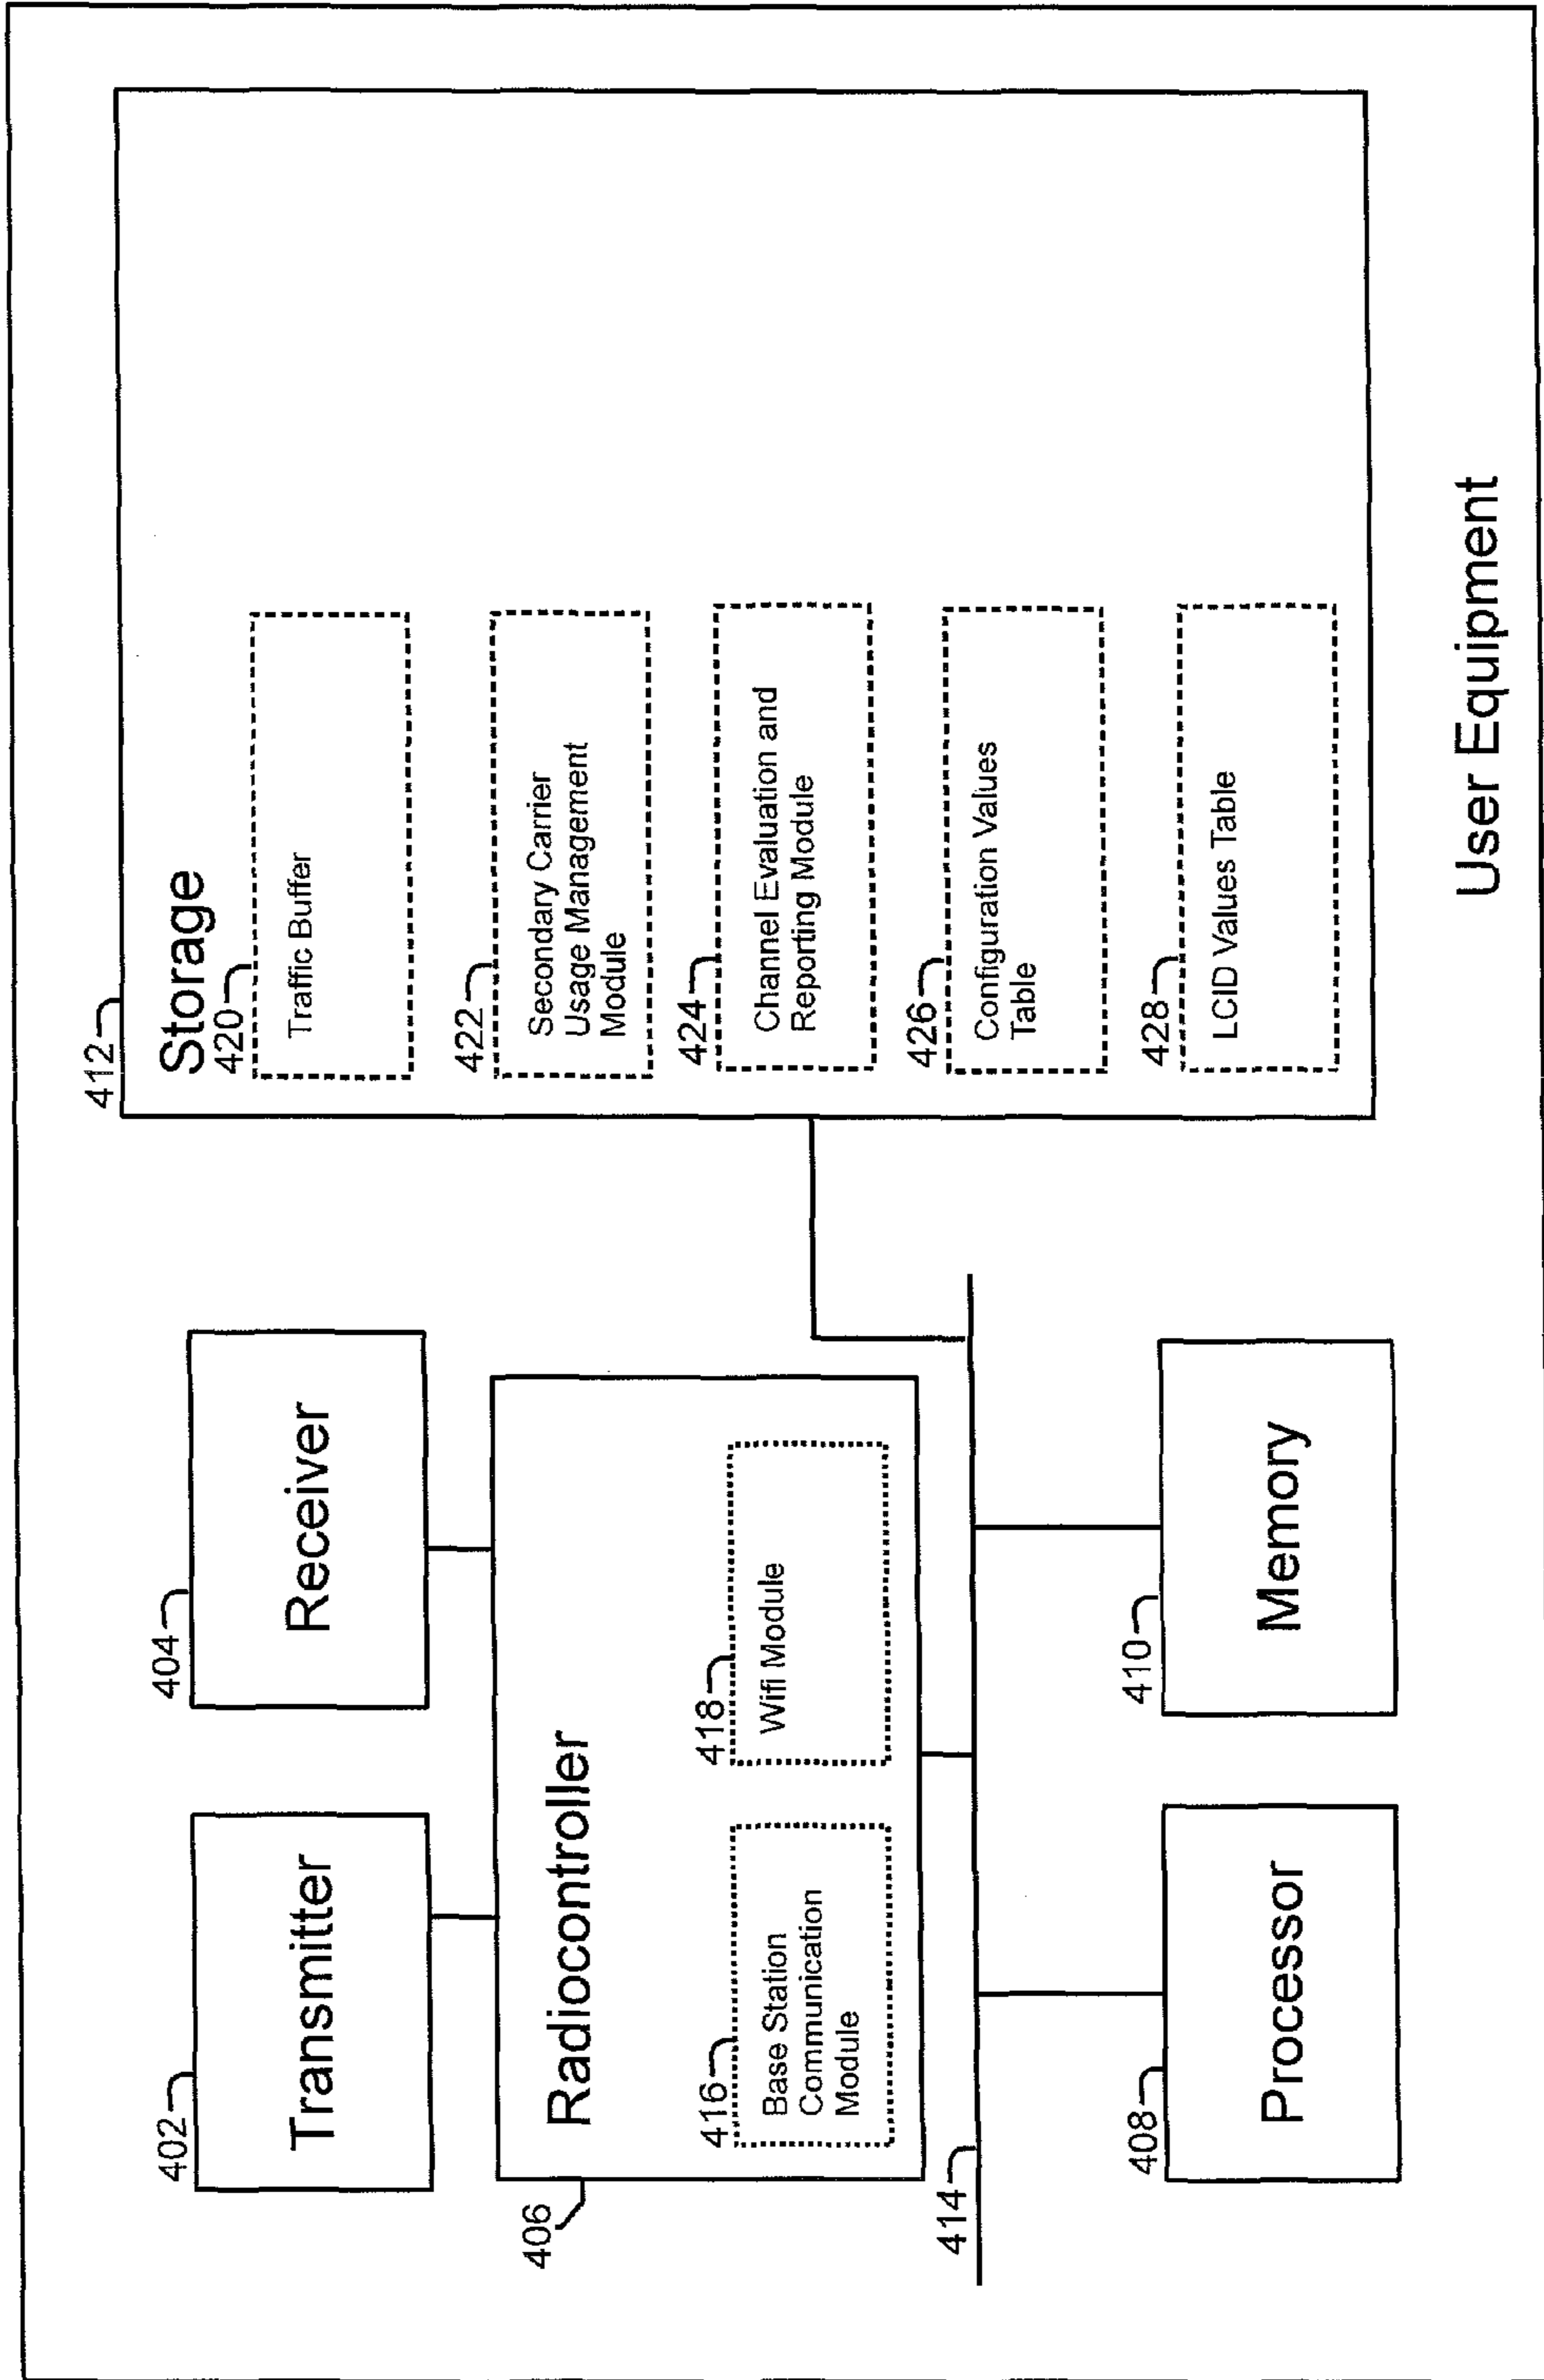 402
Transmitter
404
Receiver
406
Radiocontroller
416
Base Station
Communication
Module
418
Wifi Module
414
408
Processor
410
Memory
412
Storage
420
Traffic Buffer
422
Secondary Carrier
Usage Management
Module
424
Channel Evaluation and
Reporting Module
426
Configuration Values
Table
428
LCID Values Table
User Equipment